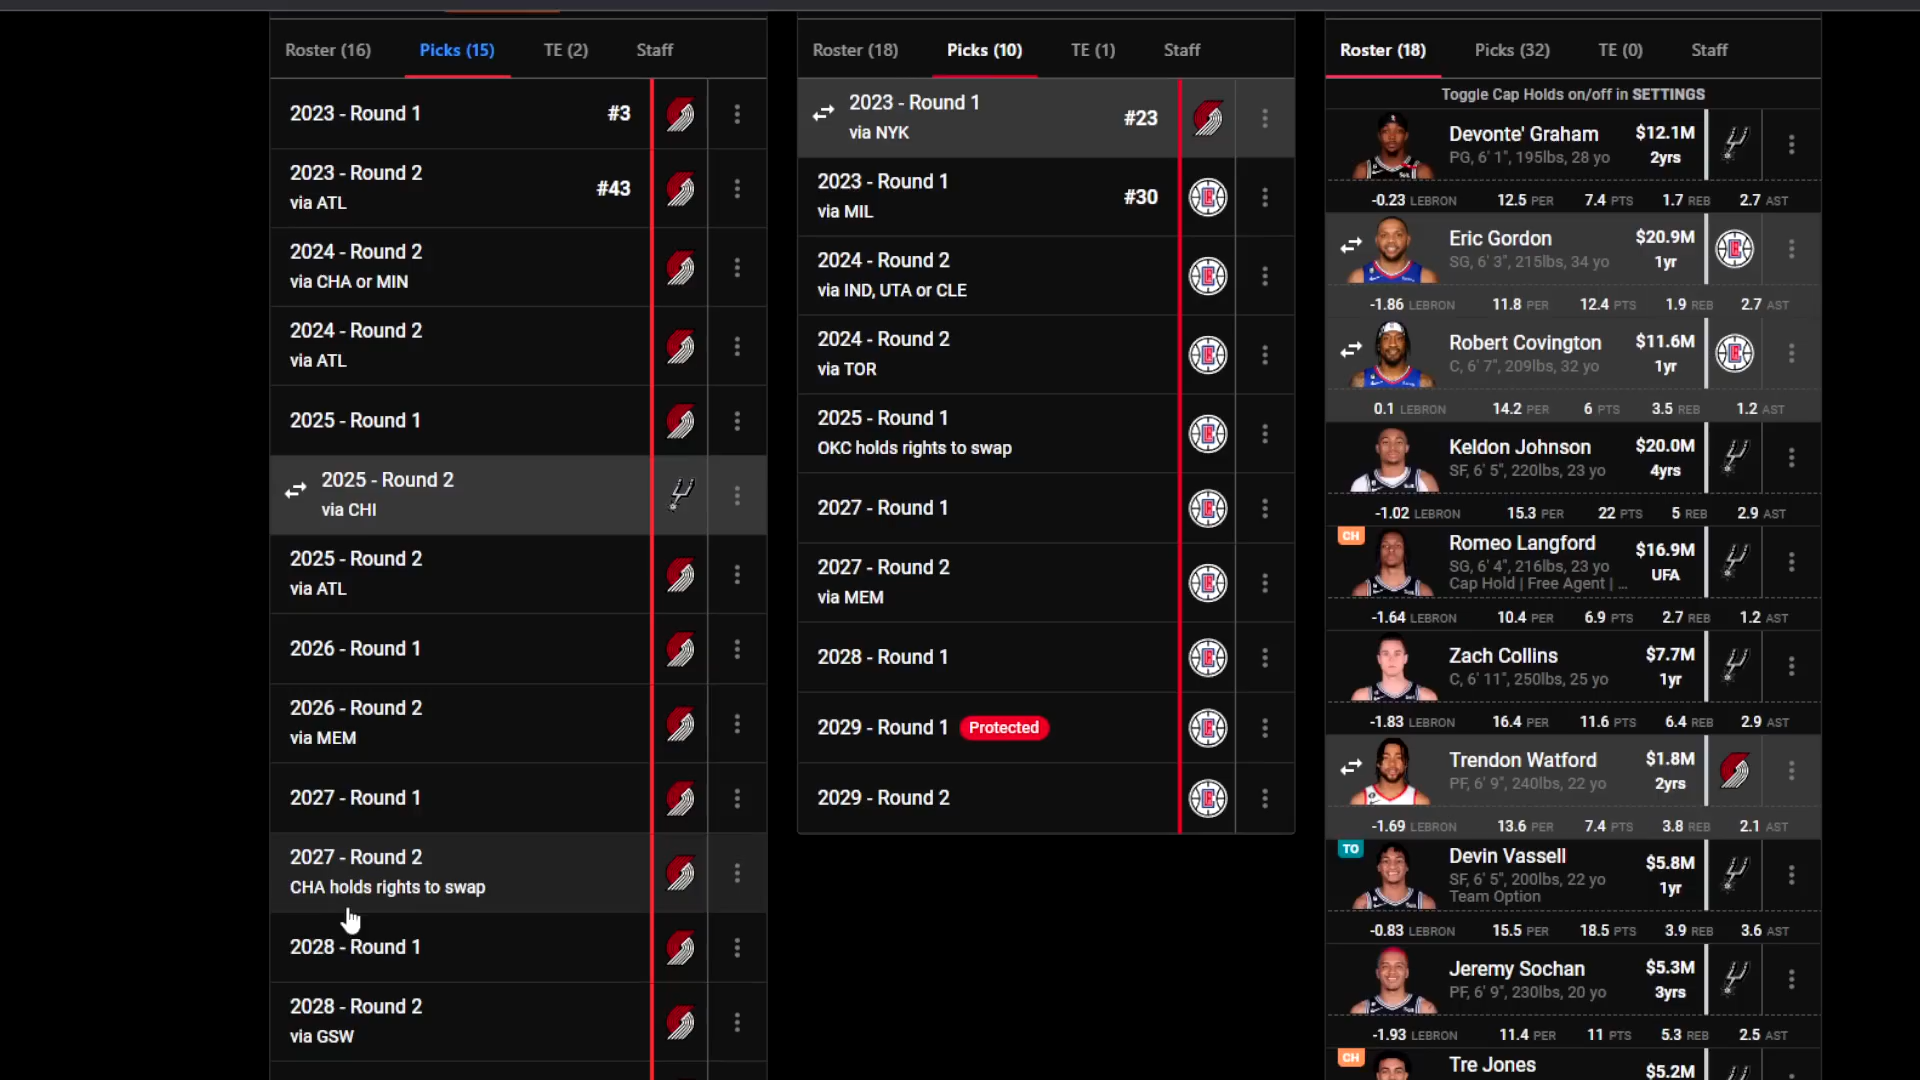 Roster (16) Picks (15) TE (2) Staff
2023 - Round 1 #3
2023 - Round 2
via ATL
#43
2024 - Round 2
via CHA or MIN
2024 - Round 2
via ATL
2025 - Round 1
2025 - Round 2
via CHI
2025 - Round 2
via ATL
2026 - Round 1
2026 - Round 2
via MEM
2027 - Round 1
2027 - Round 2
CHA holds rights to swap
2028 - Round 1
2028 - Round 2
via GSW
Roster (18) Picks (10) TE (1) Staff
2023 - Round 1
via NYK
#23
2023 - Round 1
via MIL
#30
2024 - Round 2
via IND, UTA or CLE
2024 - Round 2
via TOR
2025 - Round 1
OKC holds rights to swap
2027 - Round 1
2027 - Round 2
via MEM
2028 - Round 1
2029 - Round 1 Protected
2029 - Round 2
Roster (18) Picks (32) TE (0) Staff
Toggle Cap Holds on/off in SETTINGS
Devonte' Graham $12.1M
PG, 6' 1", 195lbs, 28 yo 2yrs
-0.23 LEBRON 12.5 PER 7.4 PTS 1.7 REB 2.7 AST
Eric Gordon $20.9M
SG, 6' 3", 215lbs, 34 yo 1yr
-1.86 LEBRON 11.8 PER 12.4 PTS 1.9 REB 2.7 AST
Robert Covington $11.6M
C, 6' 7", 209lbs, 32 yo 1yr
0.1 LEBRON 14.2 PER 6 PTS 3.5 REB 1.2 AST
Keldon Johnson $20.0M
SF, 6' 5", 220lbs, 23 yo 4yrs
-1.02 LEBRON 15.3 PER 22 PTS 5 REB 2.9 AST
CH
Romeo Langford $16.9M
SG, 6' 4", 216lbs, 23 yo UFA
Cap Hold | Free Agent | ...
-1.64 LEBRON 10.4 PER 6.9 PTS 2.7 REB 1.2 AST
Zach Collins $7.7M
C, 6' 11", 250lbs, 25 yo 1yr
-1.83 LEBRON 16.4 PER 11.6 PTS 6.4 REB 2.9 AST
Trendon Watford $1.8M
PF, 6' 9", 240lbs, 22 yo 2yrs
-1.69 LEBRON 13.6 PER 7.4 PTS 3.8 REB 2.1 AST
TO
Devin Vassell $5.8M
SF, 6' 5", 200lbs, 22 yo 1yr
Team Option
-0.83 LEBRON 15.5 PER 18.5 PTS 3.9 REB 3.6 AST
Jeremy Sochan $5.3M
PF, 6' 9", 230lbs, 20 yo 3yrs
-1.93 LEBRON 11.4 PER 11 PTS 5.3 REB 2.5 AST
CH
Tre Jones $5.2M